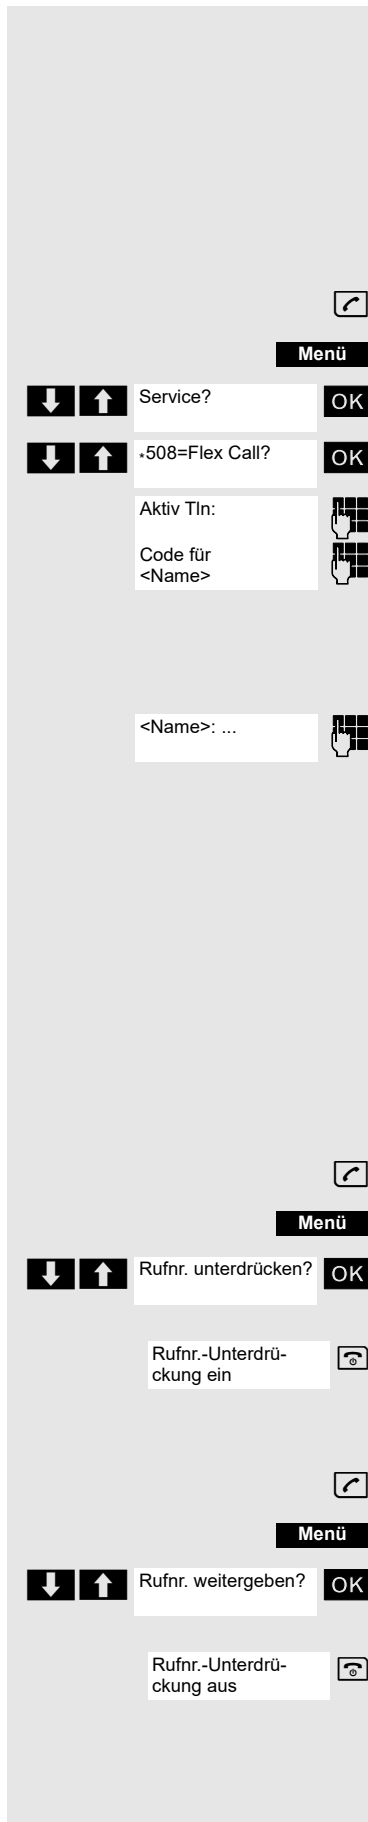 Menü
Service? OK
*508=Flex Call? OK
Aktiv Tln:
Code für
<Name>
<Name>: ...
Menü
Rufnr. unterdrücken? OK
Rufnr.-Unterdrü-
ckung ein
Menü
Rufnr. weitergeben? OK
Rufnr.-Unterdrü-
ckung aus